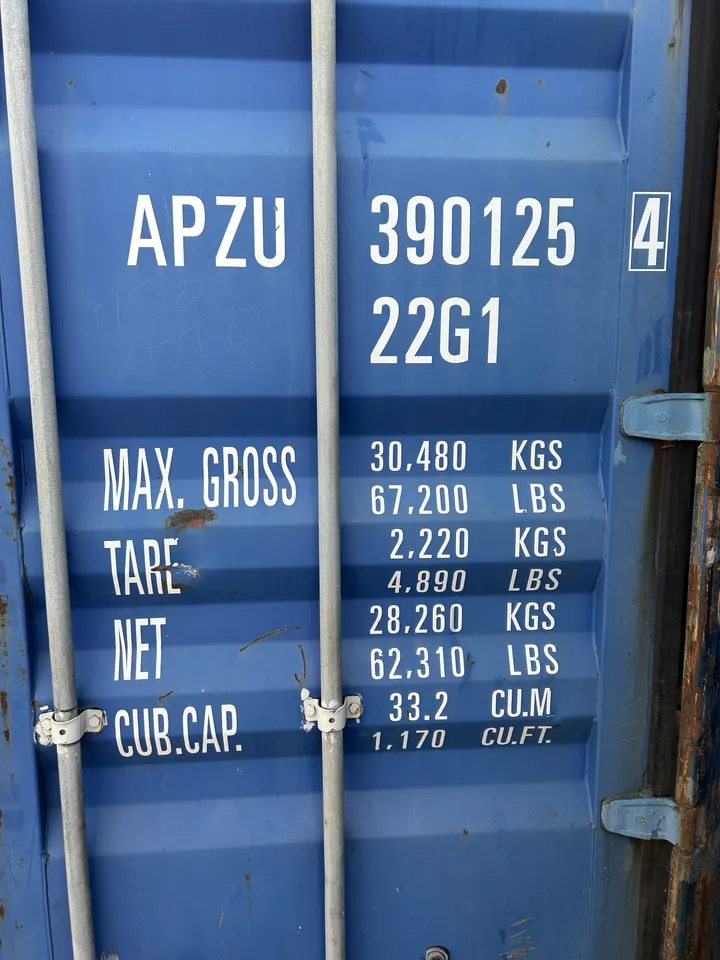 APZU 390125 4
22G1
MAX. GROSS 30,480 KGS
67,200 LBS
TARE 2,220 KGS
4,890 LBS
NET 28,260 KGS
62,310 LBS
CUB.CAP. 33.2 CU.M
1,170 CU.FT.